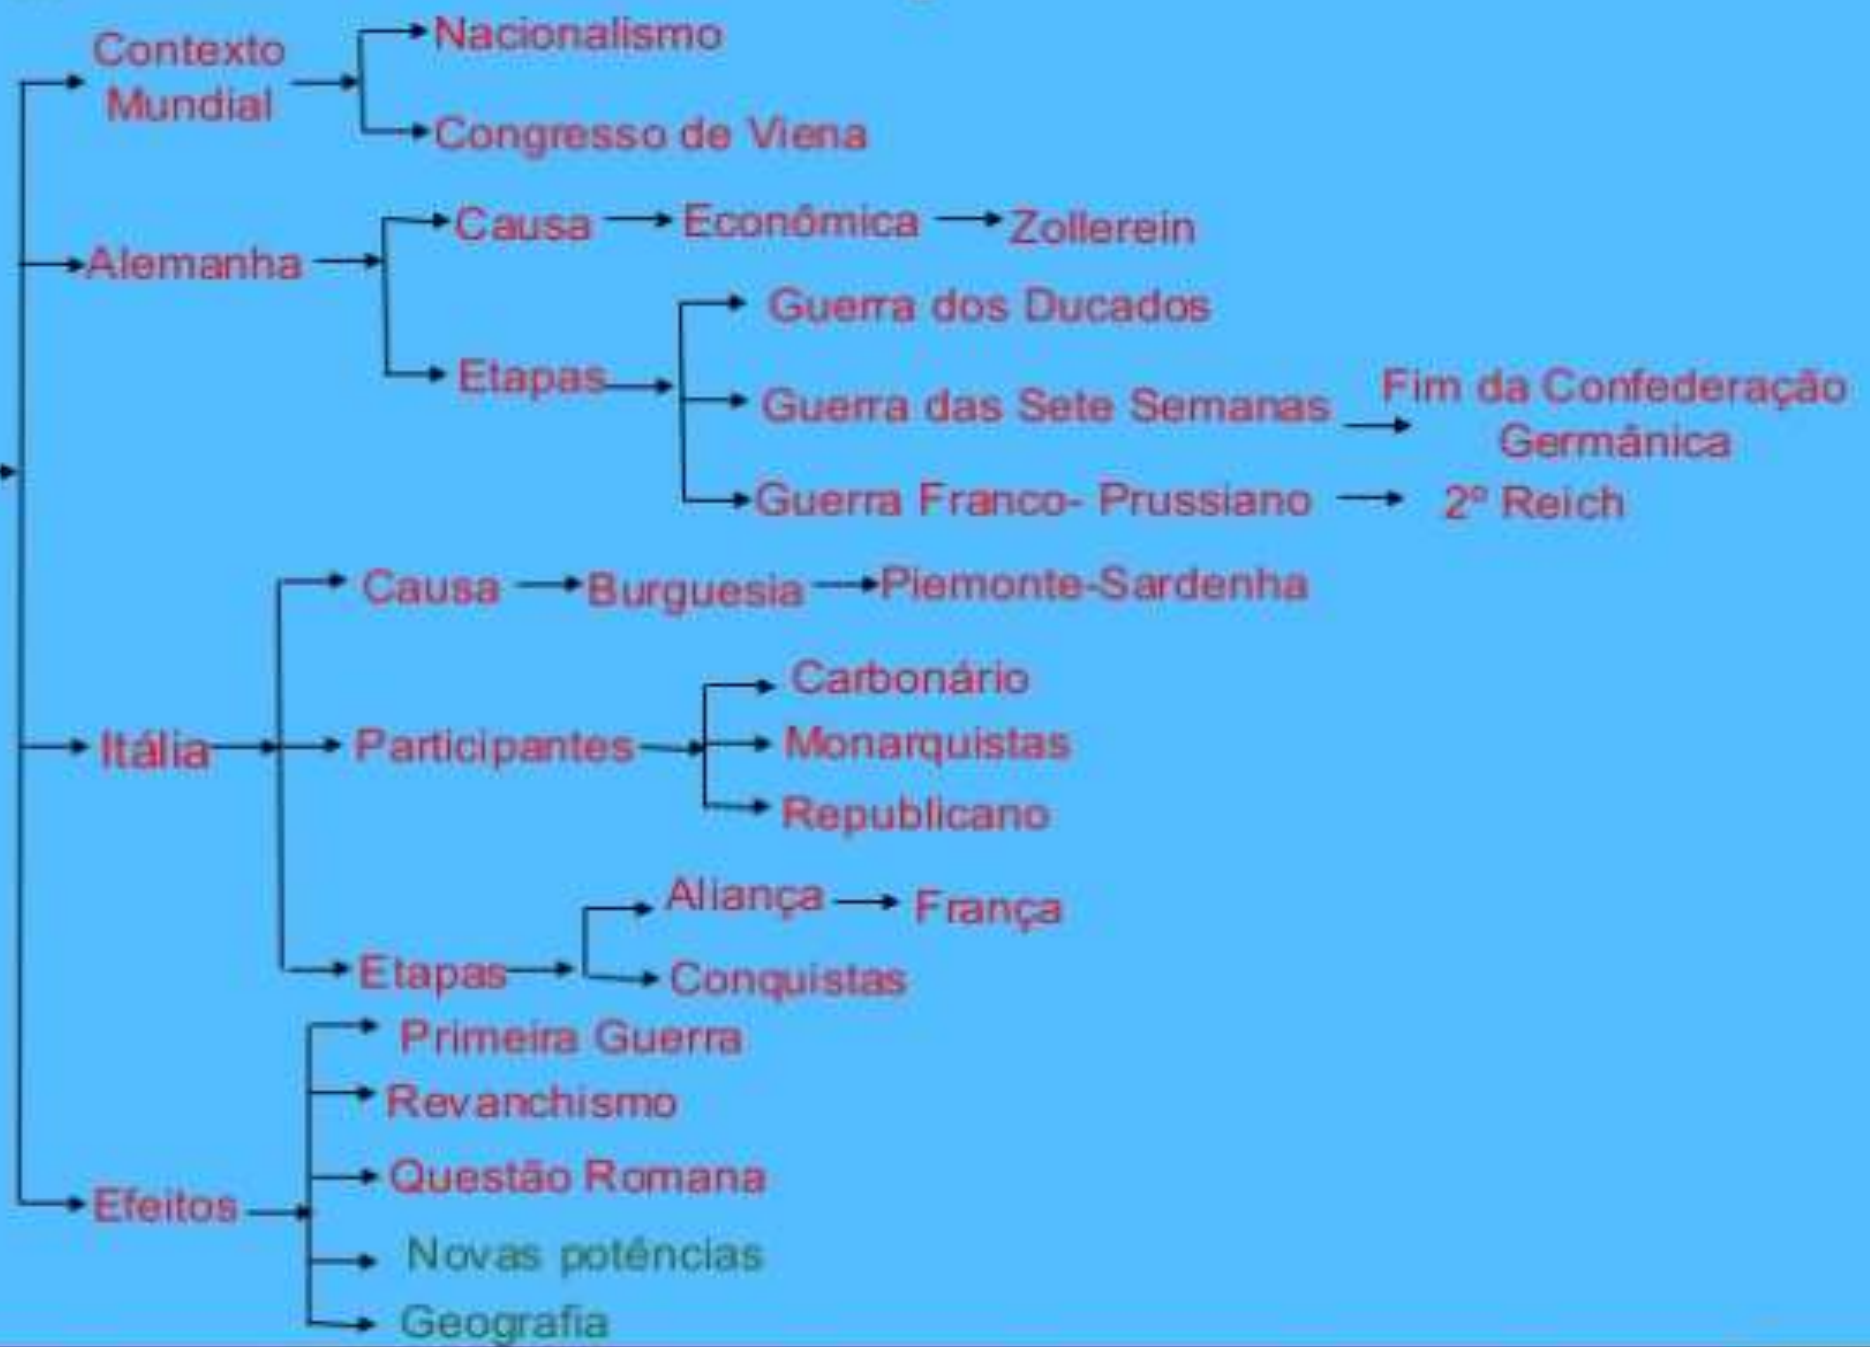 Contexto
Mundial
Nacionalismo
Congresso de Viena
Alemanha
Causa
Econômica
Zollerein
Etapas
Guerra dos Ducados
Guerra das Sete Semanas
Fim da Confederação
Germânica
Guerra Franco- Prussiano
2º Reich
Itália
Causa
Burguesia
Piemonte-Sardenha
Participantes
Carbonário
Monarquistas
Republicano
Etapas
Aliança
França
Conquistas
Efeitos
Primeira Guerra
Revanchismo
Questão Romana
Novas potências
Geografia